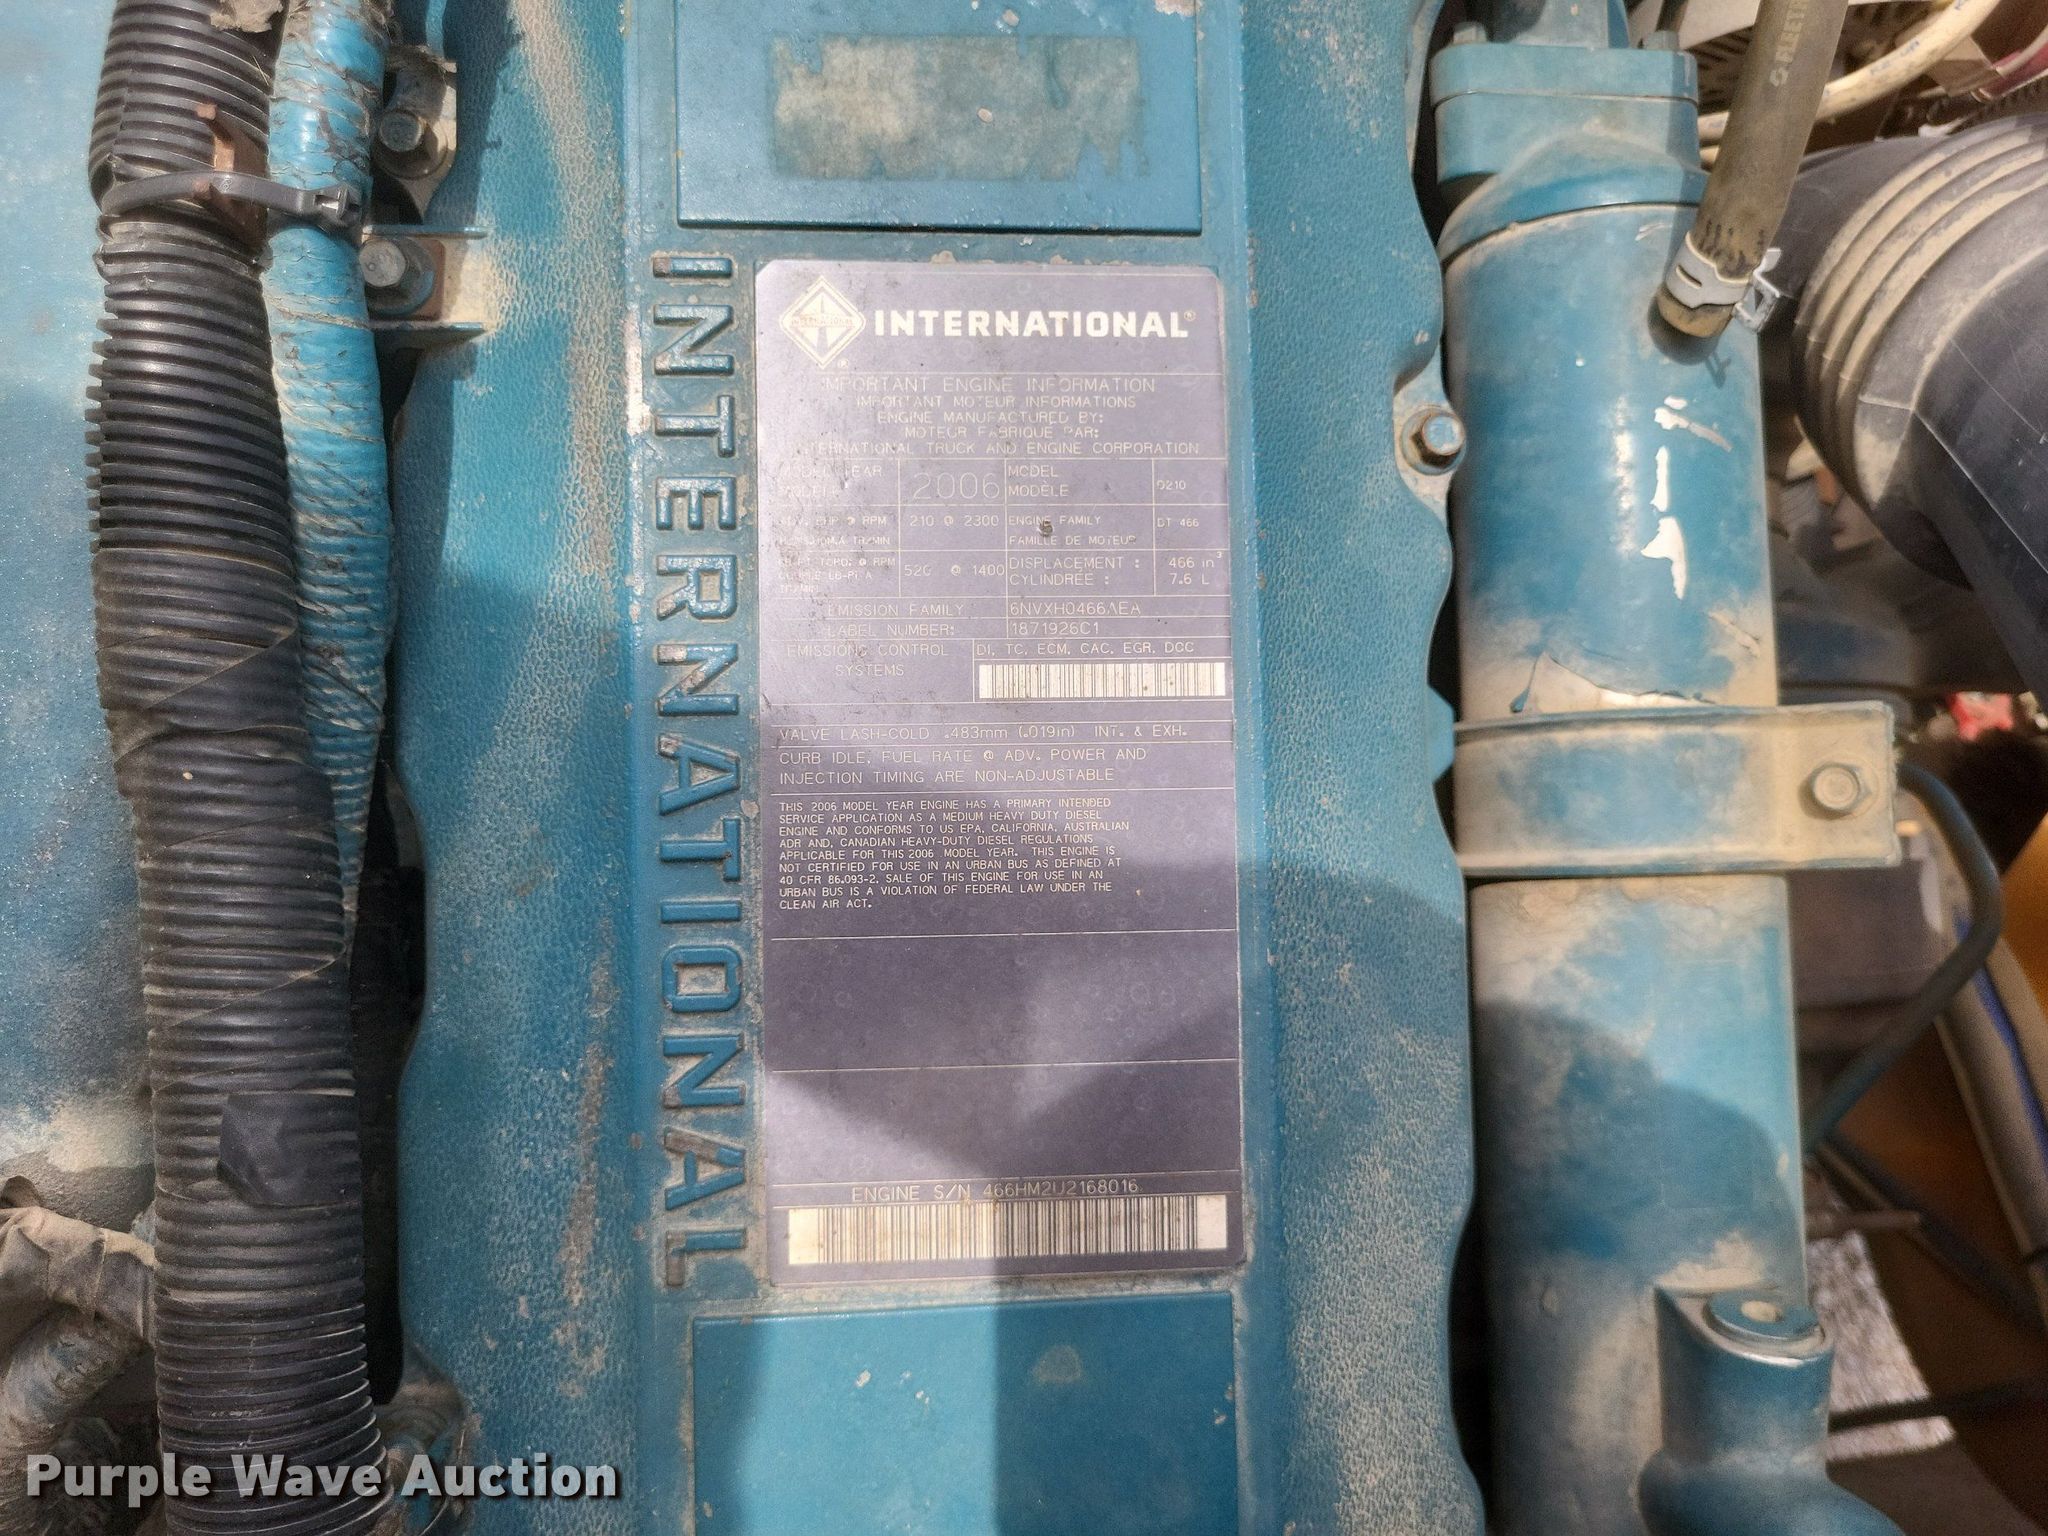 INTERNATIONAL
INTERNATIONAL
INTERNATIONAL®
®
IMPORTANT ENGINE INFORMATION
IMPORTANT MOTEUR INFORMATIONS
ENGINE MANUFACTURED BY:
MOTEUR FABRIQUE PAR:
INTERNATIONAL TRUCK AND ENGINE CORPORATION
MODEL YEAR 2006 MODEL
MODÈLE
210 @ 2300 ENGINE FAMILY DT 466
FAMILLE DE MOTEUR
520 @ 1400 DISPLACEMENT : 466 in³
CYLINDRÉE : 7.6 L
EMISSION FAMILY 6NVXH0466AEA
LABEL NUMBER: 1871926C1
EMISSIONS CONTROL DI, TC, ECM, CAC, EGR, DCC
SYSTEMS
VALVE LASH-COLD .483mm (.019in) INT. & EXH.
CURB IDLE, FUEL RATE @ ADV. POWER AND
INJECTION TIMING ARE NON-ADJUSTABLE
THIS 2006 MODEL YEAR ENGINE HAS A PRIMARY INTENDED
SERVICE APPLICATION AS A MEDIUM HEAVY DUTY DIESEL
ENGINE AND CONFORMS TO US EPA, CALIFORNIA, AUSTRALIAN
ADR AND, CANADIAN HEAVY-DUTY DIESEL REGULATIONS
APPLICABLE FOR THIS 2006 MODEL YEAR. THIS ENGINE IS
NOT CERTIFIED FOR USE IN AN URBAN BUS AS DEFINED AT
40 CFR 86.093-2. SALE OF THIS ENGINE FOR USE IN AN
URBAN BUS IS A VIOLATION OF FEDERAL LAW UNDER THE
CLEAN AIR ACT.
ENGINE S/N 466HM2U2168016
Purple Wave Auction